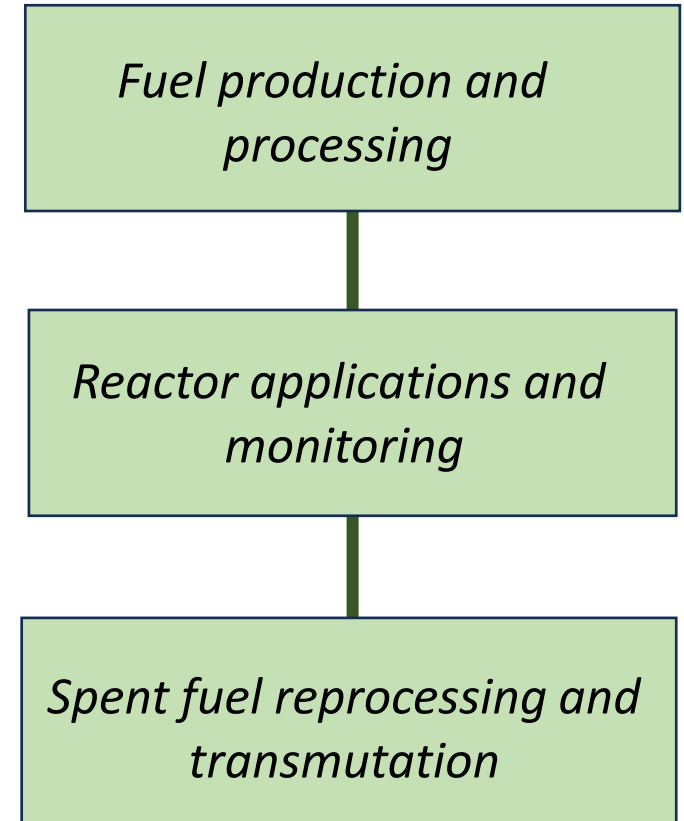 Fuel production and
processing
Reactor applications and
monitoring
Spent fuel reprocessing and
transmutation